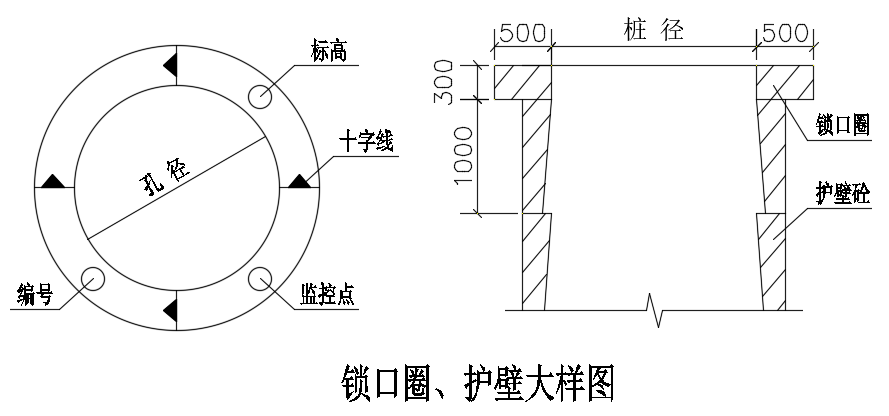 标高
十字线
孔径
编号
监控点
500
桩径
500
300
1000
锁口圈
护壁砼
锁口圈、护壁大样图